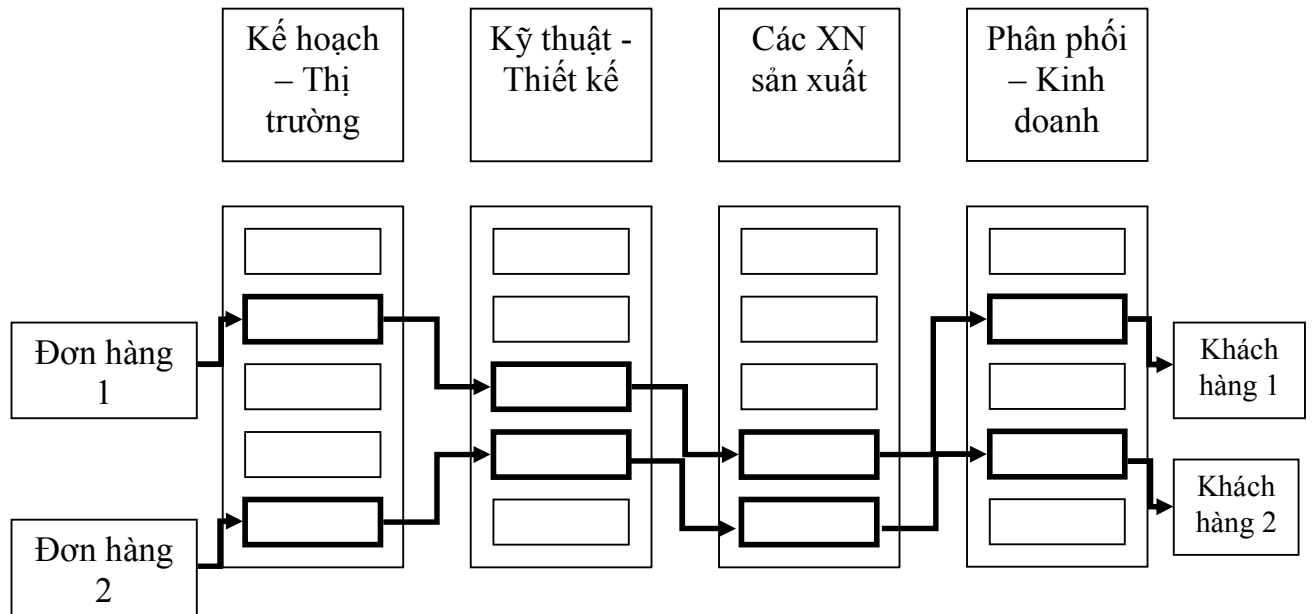 Kế hoạch
– Thị
trường
Kỹ thuật -
Thiết kế
Các XN
sản xuất
Phân phối
– Kinh
doanh
Đơn hàng
1
Khách
hàng 1
Đơn hàng
2
Khách
hàng 2